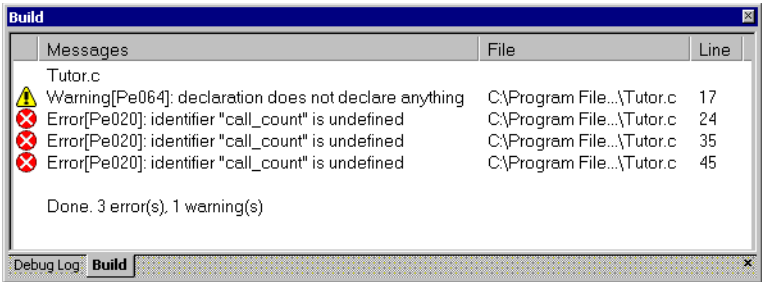 Build
Messages File Line
Tutor.c
Warning[Pe064]: declaration does not declare anything C:\Program File...\Tutor.c 17
Error[Pe020]: identifier "call_count" is undefined C:\Program File...\Tutor.c 24
Error[Pe020]: identifier "call_count" is undefined C:\Program File...\Tutor.c 35
Error[Pe020]: identifier "call_count" is undefined C:\Program File...\Tutor.c 45
Done. 3 error(s), 1 warning(s)
Debug Log Build